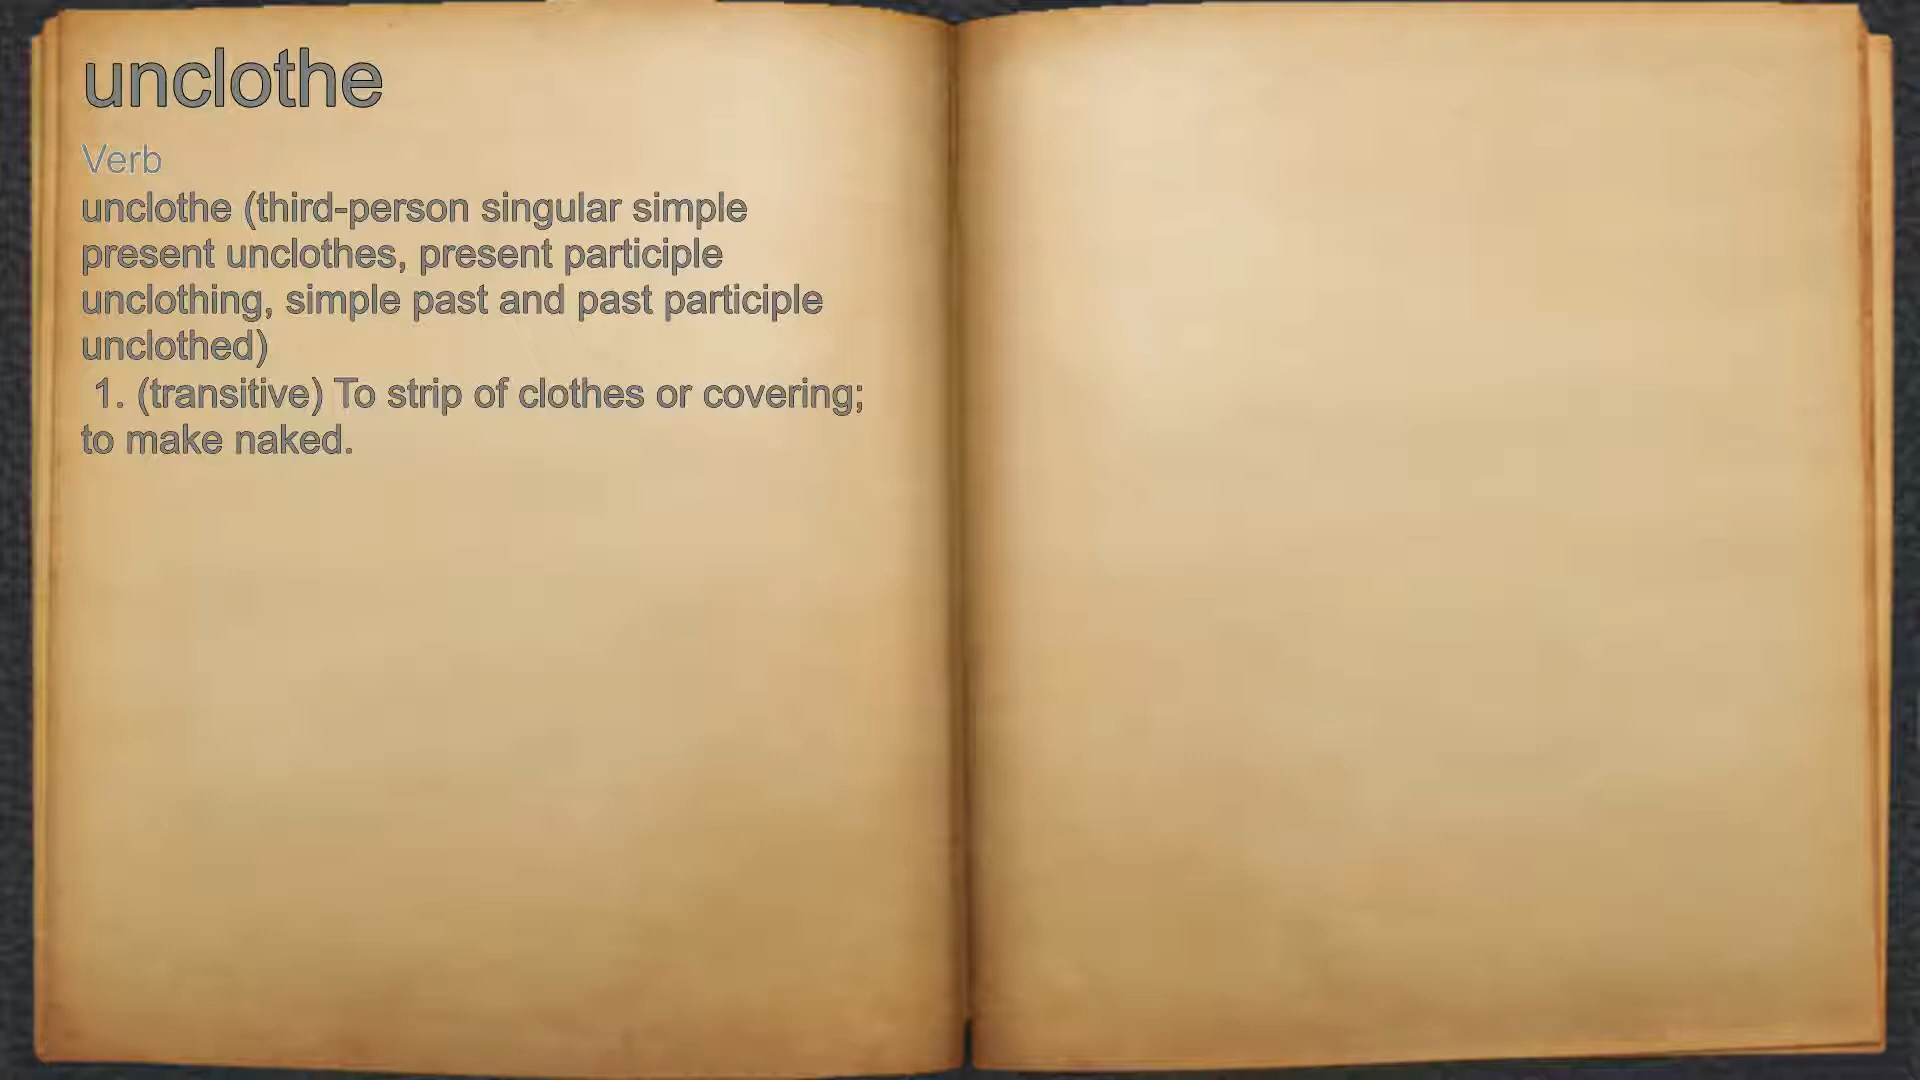 unclothe
Verb
unclothe (third-person singular simple
present unclothes, present participle
unclothing, simple past and past participle
unclothed)
1. (transitive) To strip of clothes or covering;
to make naked.